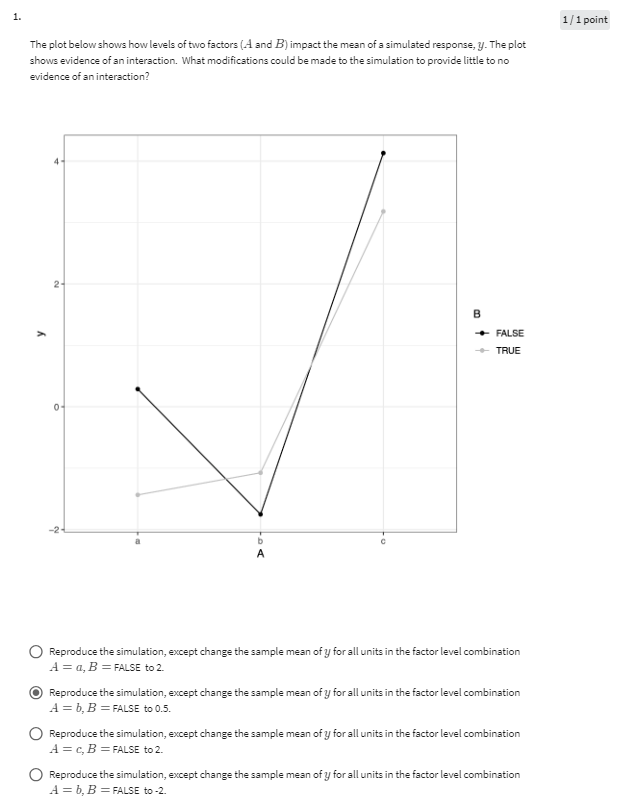 1.
1 / 1 point
The plot below shows how levels of two factors (A and B) impact the mean of a simulated response, y. The plot
shows evidence of an interaction. What modifications could be made to the simulation to provide little to no
evidence of an interaction?
4
2
0
-2
y
a
b
c
A
B
FALSE
TRUE
Reproduce the simulation, except change the sample mean of y for all units in the factor level combination
A = a, B = FALSE to 2.
Reproduce the simulation, except change the sample mean of y for all units in the factor level combination
A = b, B = FALSE to 0.5.
Reproduce the simulation, except change the sample mean of y for all units in the factor level combination
A = c, B = FALSE to 2.
Reproduce the simulation, except change the sample mean of y for all units in the factor level combination
A = b, B = FALSE to -2.